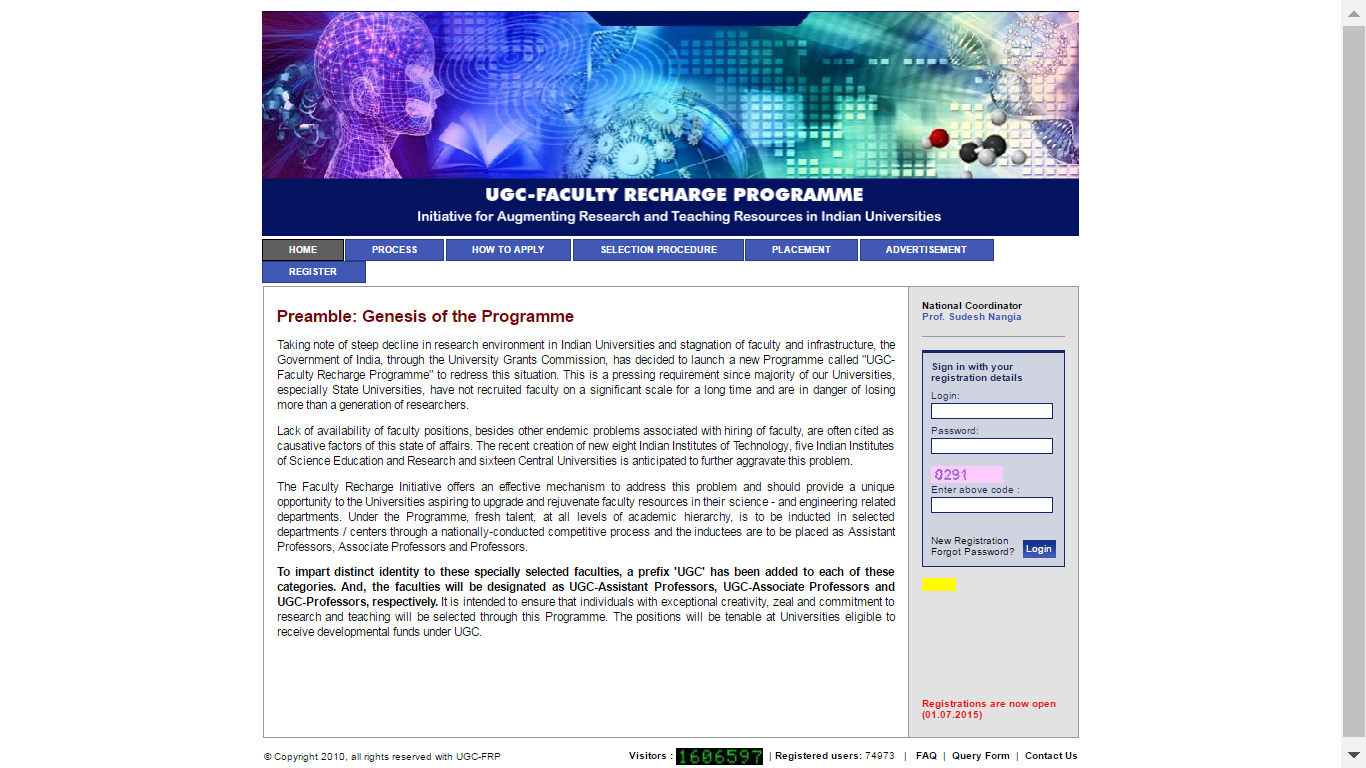 UGC-FACULTY RECHARGE PROGRAMME
Initiative for Augmenting Research and Teaching Resources in Indian Universities
HOME PROCESS HOW TO APPLY SELECTION PROCEDURE PLACEMENT ADVERTISEMENT
REGISTER
Preamble: Genesis of the Programme
Taking note of steep decline in research environment in Indian Universities and stagnation of faculty and infrastructure, the
Government of India, through the University Grants Commission, has decided to launch a new Programme called "UGC-
Faculty Recharge Programme" to redress this situation. This is a pressing requirement since majority of our Universities,
especially State Universities, have not recruited faculty on a significant scale for a long time and are in danger of losing
more than a generation of researchers.
Lack of availability of faculty positions, besides other endemic problems associated with hiring of faculty, are often cited as
causative factors of this state of affairs. The recent creation of new eight Indian Institutes of Technology, five Indian Institutes
of Science Education and Research and sixteen Central Universities is anticipated to further aggravate this problem.
The Faculty Recharge Initiative offers an effective mechanism to address this problem and should provide a unique
opportunity to the Universities aspiring to upgrade and rejuvenate faculty resources in their science - and engineering related
departments. Under the Programme, fresh talent, at all levels of academic hierarchy, is to be inducted in selected
departments / centers through a nationally-conducted competitive process and the inductees are to be placed as Assistant
Professors, Associate Professors and Professors.
To impart distinct identity to these specially selected faculties, a prefix 'UGC' has been added to each of these
categories. And, the faculties will be designated as UGC-Assistant Professors, UGC-Associate Professors and
UGC-Professors, respectively. It is intended to ensure that individuals with exceptional creativity, zeal and commitment to
research and teaching will be selected through this Programme. The positions will be tenable at Universities eligible to
receive developmental funds under UGC.
National Coordinator
Prof. Sudesh Nangia
Sign in with your
registration details
Login:
Password:
0291
Enter above code :
New Registration
Forgot Password? Login
Registrations are now open
(01.07.2015)
© Copyright 2010, all rights reserved with UGC-FRP
Visitors : 1606597 | Registered users: 74973 | FAQ | Query Form | Contact Us